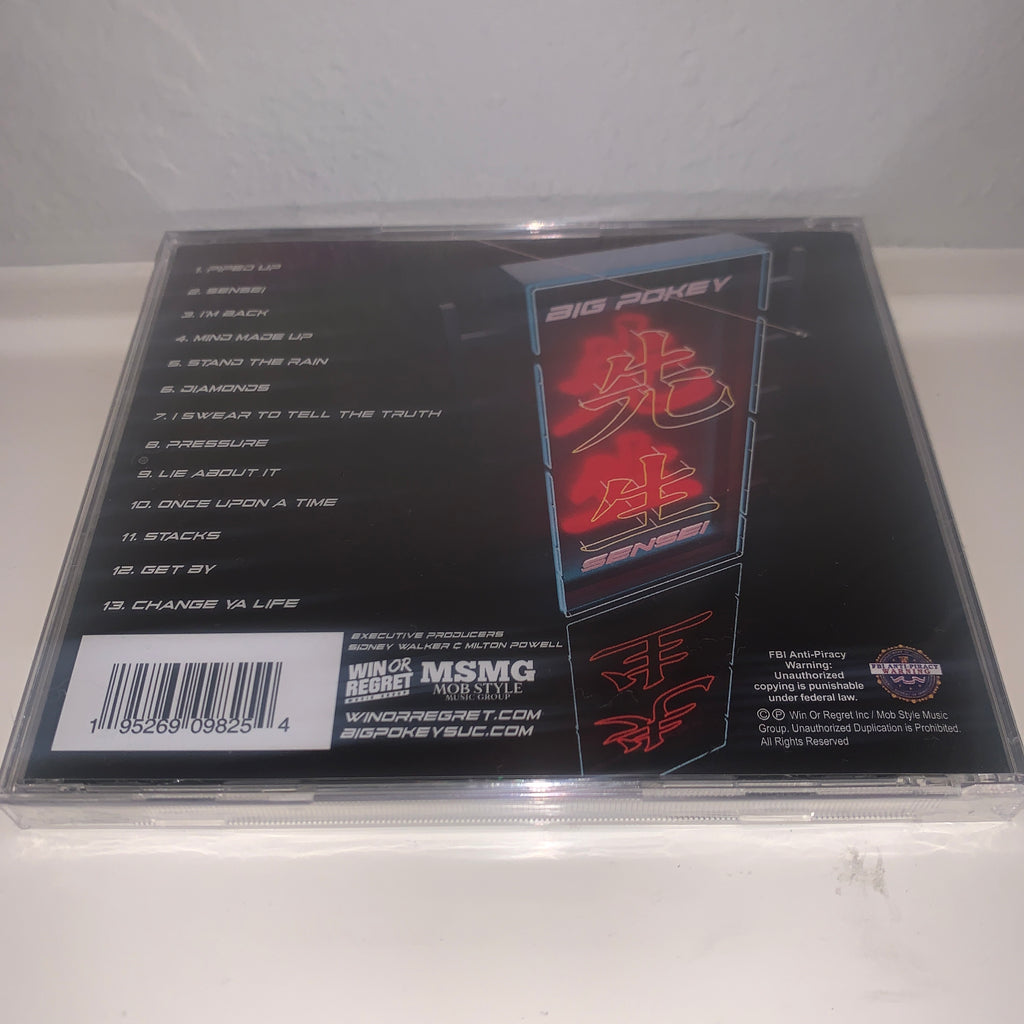 1. PIPED UP
2. SENSEI
3. I'M BACK
4. MIND MADE UP
5. STAND THE RAIN
6. DIAMONDS
7. I SWEAR TO TELL THE TRUTH
8. PRESSURE
9. LIE ABOUT IT
10. ONCE UPON A TIME
11. STACKS
12. GET BY
13. CHANGE YA LIFE
BIG POKEY
先
生
SENSEI
1 95269 09825 4
EXECUTIVE PRODUCERS
SIDNEY WALKER C MILTON POWELL
WIN OR
REGRET
MSMG
MOB STYLE
MUSIC GROUP
WINORREGRET.COM
BIGPOKEYSUC.COM
FBI Anti-Piracy
Warning:
Unauthorized
copying is punishable
under federal law.
FBI ANTI-PIRACY
WARNING
© ℗ Win Or Regret Inc / Mob Style Music
Group. Unauthorized Duplication is Prohibited.
All Rights Reserved